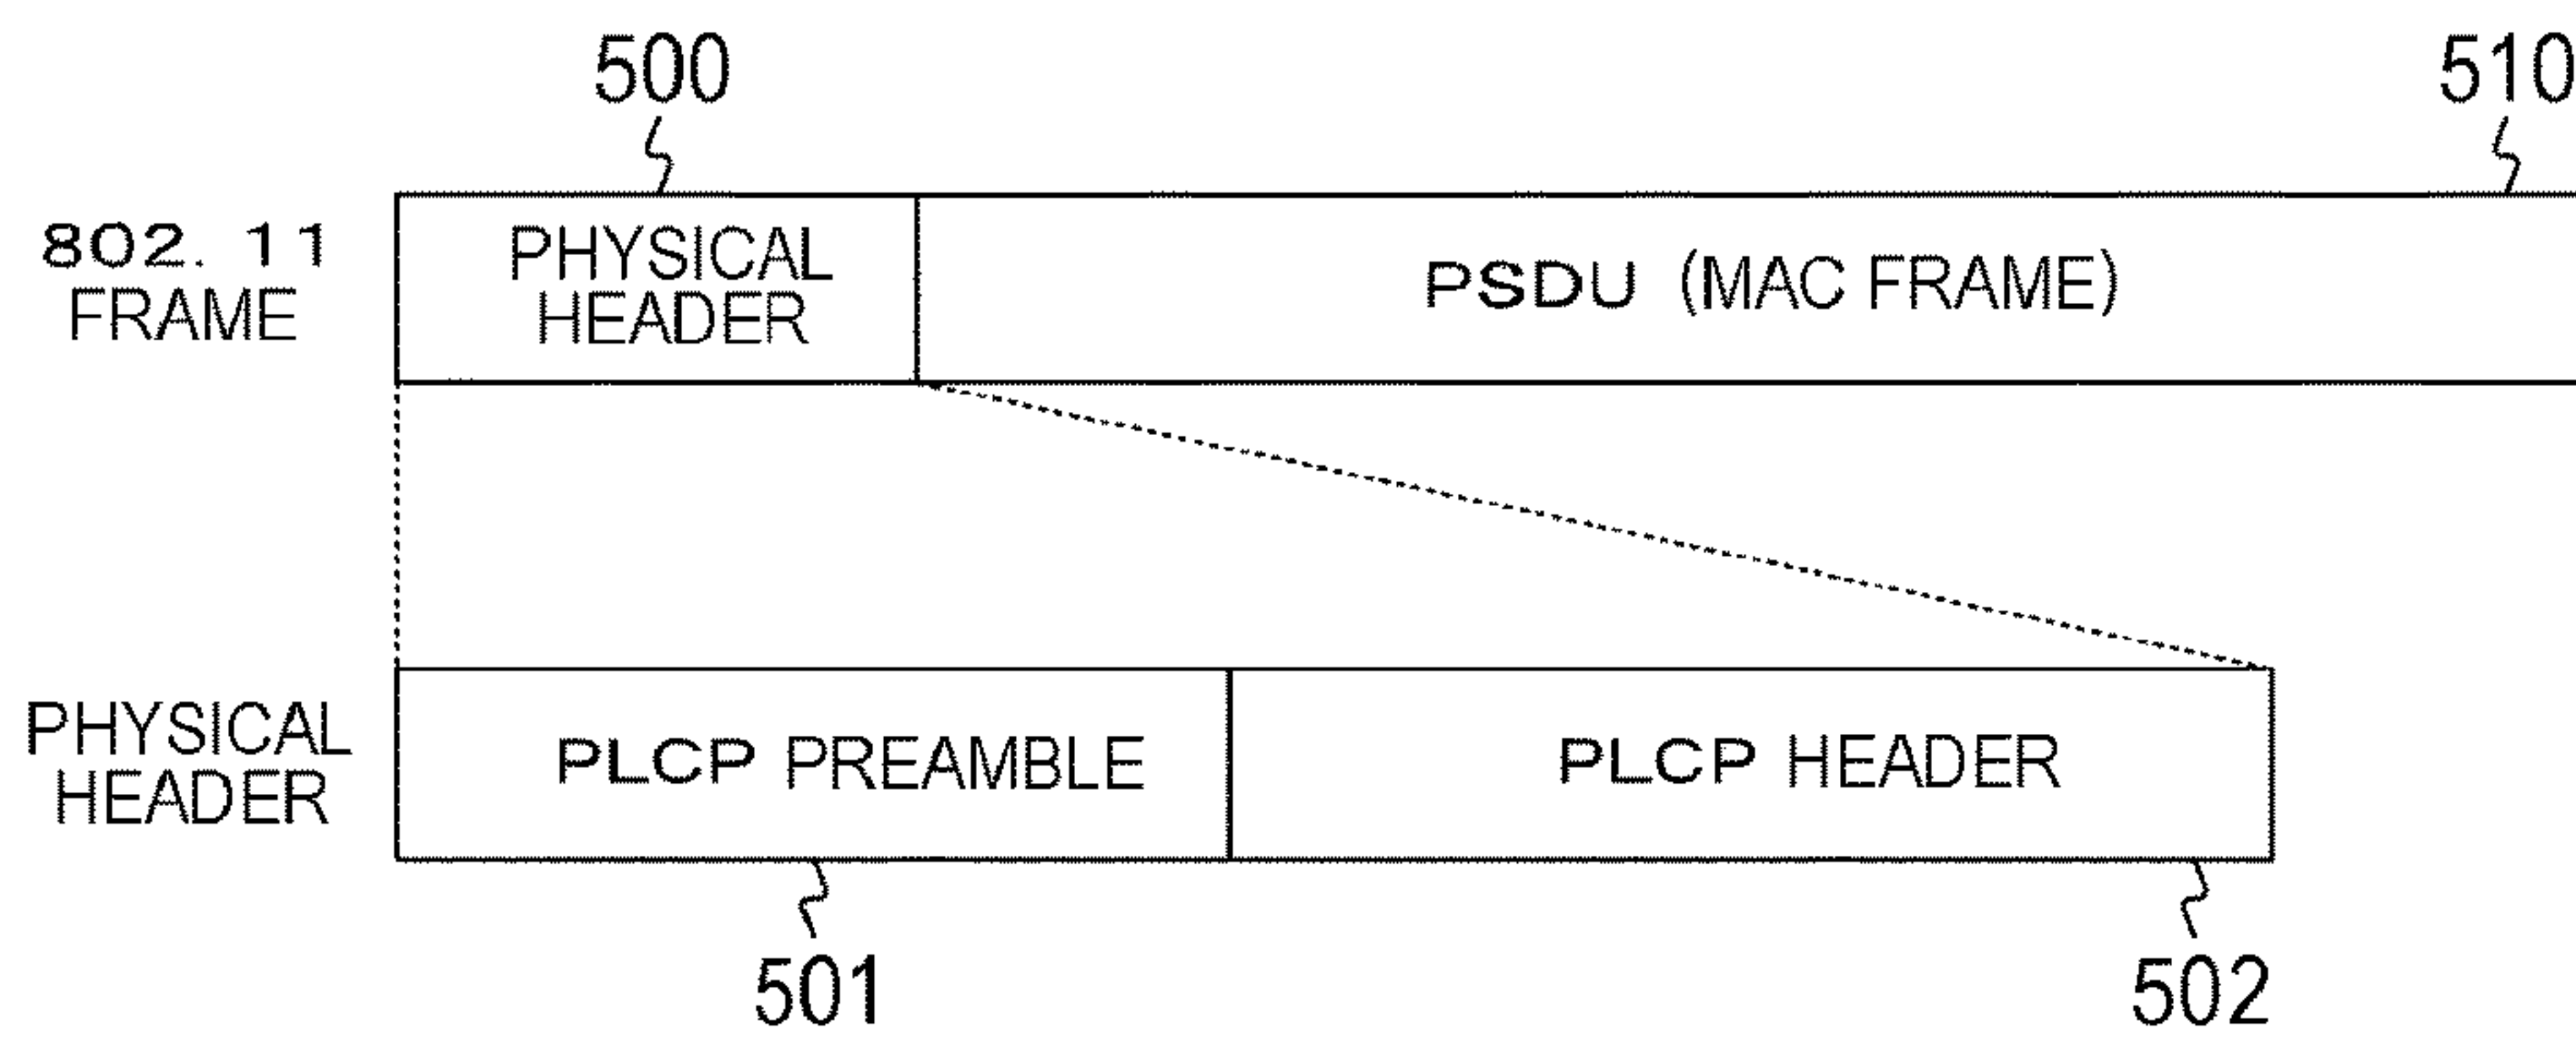 500
510
802. 11
FRAME
PHYSICAL
HEADER
PSDU (MAC FRAME)
PHYSICAL
HEADER
PLCP PREAMBLE
PLCP HEADER
501
502